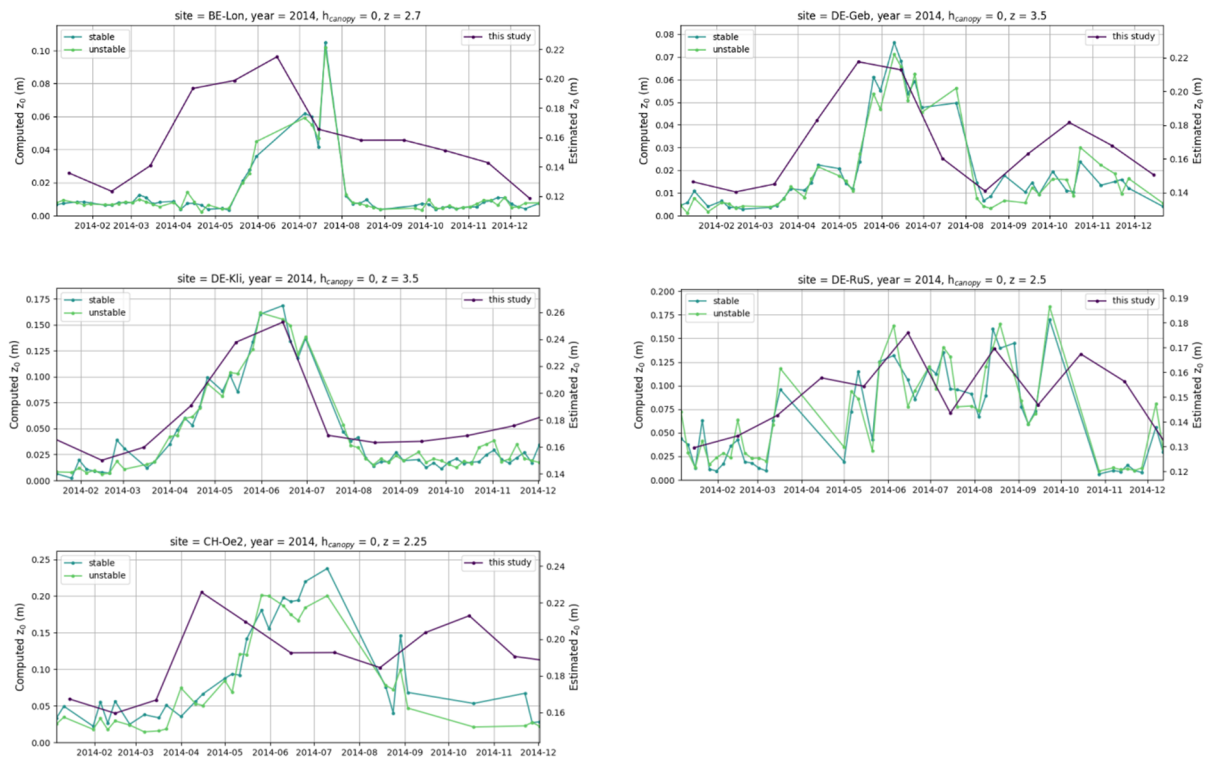 site = BE-Lon, year = 2014, h_canopy = 0, z = 2.7
stable
unstable
this study
Computed z_0 (m)
0.10
0.08
0.06
0.04
0.02
0.00
0.22
0.20
0.18
0.16
0.14
0.12
Estimated z_0 (m)
2014-02 2014-03 2014-04 2014-05 2014-06 2014-07 2014-08 2014-09 2014-10 2014-11 2014-12
site = DE-Geb, year = 2014, h_canopy = 0, z = 3.5
stable
unstable
this study
Computed z_0 (m)
0.08
0.07
0.06
0.05
0.04
0.03
0.02
0.01
0.00
0.22
0.20
0.18
0.16
0.14
Estimated z_0 (m)
2014-02 2014-03 2014-04 2014-05 2014-06 2014-07 2014-08 2014-09 2014-10 2014-11 2014-12
site = DE-Kli, year = 2014, h_canopy = 0, z = 3.5
stable
unstable
this study
Computed z_0 (m)
0.175
0.150
0.125
0.100
0.075
0.050
0.025
0.000
0.26
0.24
0.22
0.20
0.18
0.16
0.14
Estimated z_0 (m)
2014-02 2014-03 2014-04 2014-05 2014-06 2014-07 2014-08 2014-09 2014-10 2014-11 2014-12
site = DE-RuS, year = 2014, h_canopy = 0, z = 2.5
stable
unstable
this study
Computed z_0 (m)
0.200
0.175
0.150
0.125
0.100
0.075
0.050
0.025
0.000
0.19
0.18
0.17
0.16
0.15
0.14
0.13
0.12
Estimated z_0 (m)
2014-02 2014-03 2014-04 2014-05 2014-06 2014-07 2014-08 2014-09 2014-10 2014-11 2014-12
site = CH-Oe2, year = 2014, h_canopy = 0, z = 2.25
stable
unstable
this study
Computed z_0 (m)
0.25
0.20
0.15
0.10
0.05
0.00
0.24
0.22
0.20
0.18
0.16
Estimated z_0 (m)
2014-02 2014-03 2014-04 2014-05 2014-06 2014-07 2014-08 2014-09 2014-10 2014-11 2014-12